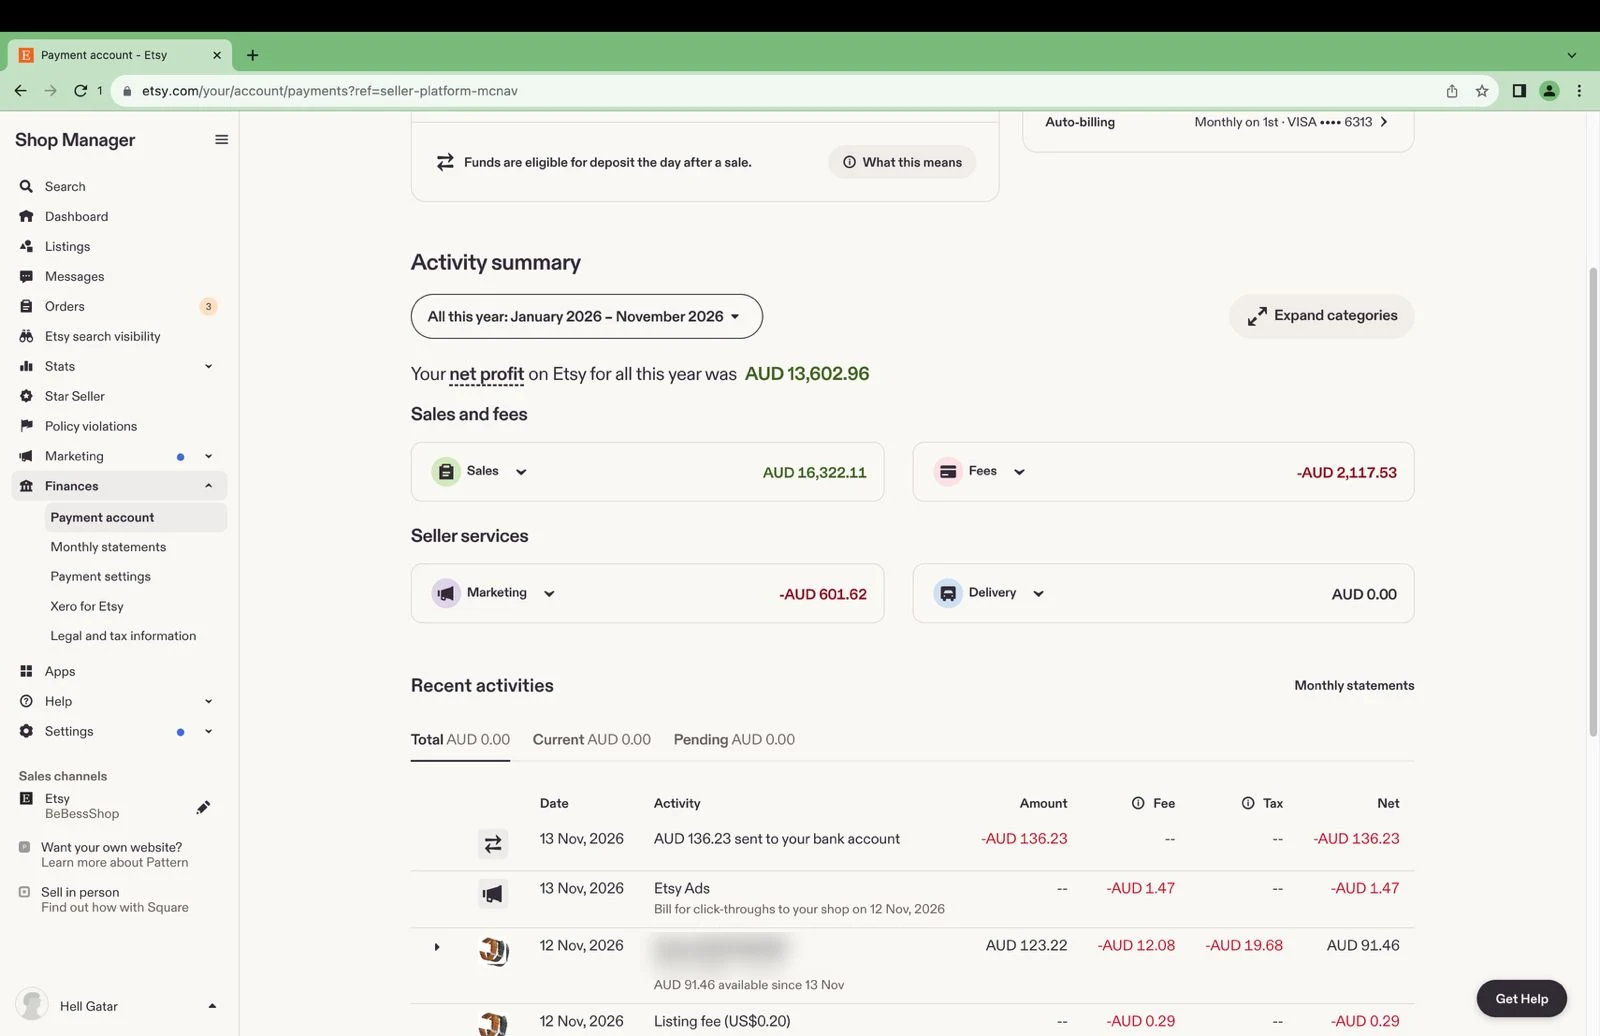 Payment account - Etsy
1
etsy.com/your/account/payments?ref=seller-platform-mcnav
Shop Manager
Search
Dashboard
Listings
Messages
Orders 3
Etsy search visibility
Stats
Star Seller
Policy violations
Marketing
Finances
Payment account
Monthly statements
Payment settings
Xero for Etsy
Legal and tax information
Apps
Help
Settings
Sales channels
Etsy
BeBessShop
Want your own website?
Learn more about Pattern
Sell in person
Find out how with Square
Hell Gatar
Auto-billing Monthly on 1st · VISA •••• 6313
Funds are eligible for deposit the day after a sale. What this means
Activity summary
All this year: January 2026 – November 2026 Expand categories
Your net profit on Etsy for all this year was AUD 13,602.96
Sales and fees
Sales AUD 16,322.11 Fees -AUD 2,117.53
Seller services
Marketing -AUD 601.62 Delivery AUD 0.00
Recent activities Monthly statements
Total AUD 0.00 Current AUD 0.00 Pending AUD 0.00
Date Activity Amount Fee Tax Net
13 Nov, 2026 AUD 136.23 sent to your bank account -AUD 136.23 -- -- -AUD 136.23
13 Nov, 2026 Etsy Ads -- -AUD 1.47 -- -AUD 1.47
Bill for click-throughs to your shop on 12 Nov, 2026
12 Nov, 2026 AUD 123.22 -AUD 12.08 -AUD 19.68 AUD 91.46
AUD 91.46 available since 13 Nov
12 Nov, 2026 Listing fee (US$0.20) -- -AUD 0.29 -- -AUD 0.29
Get Help